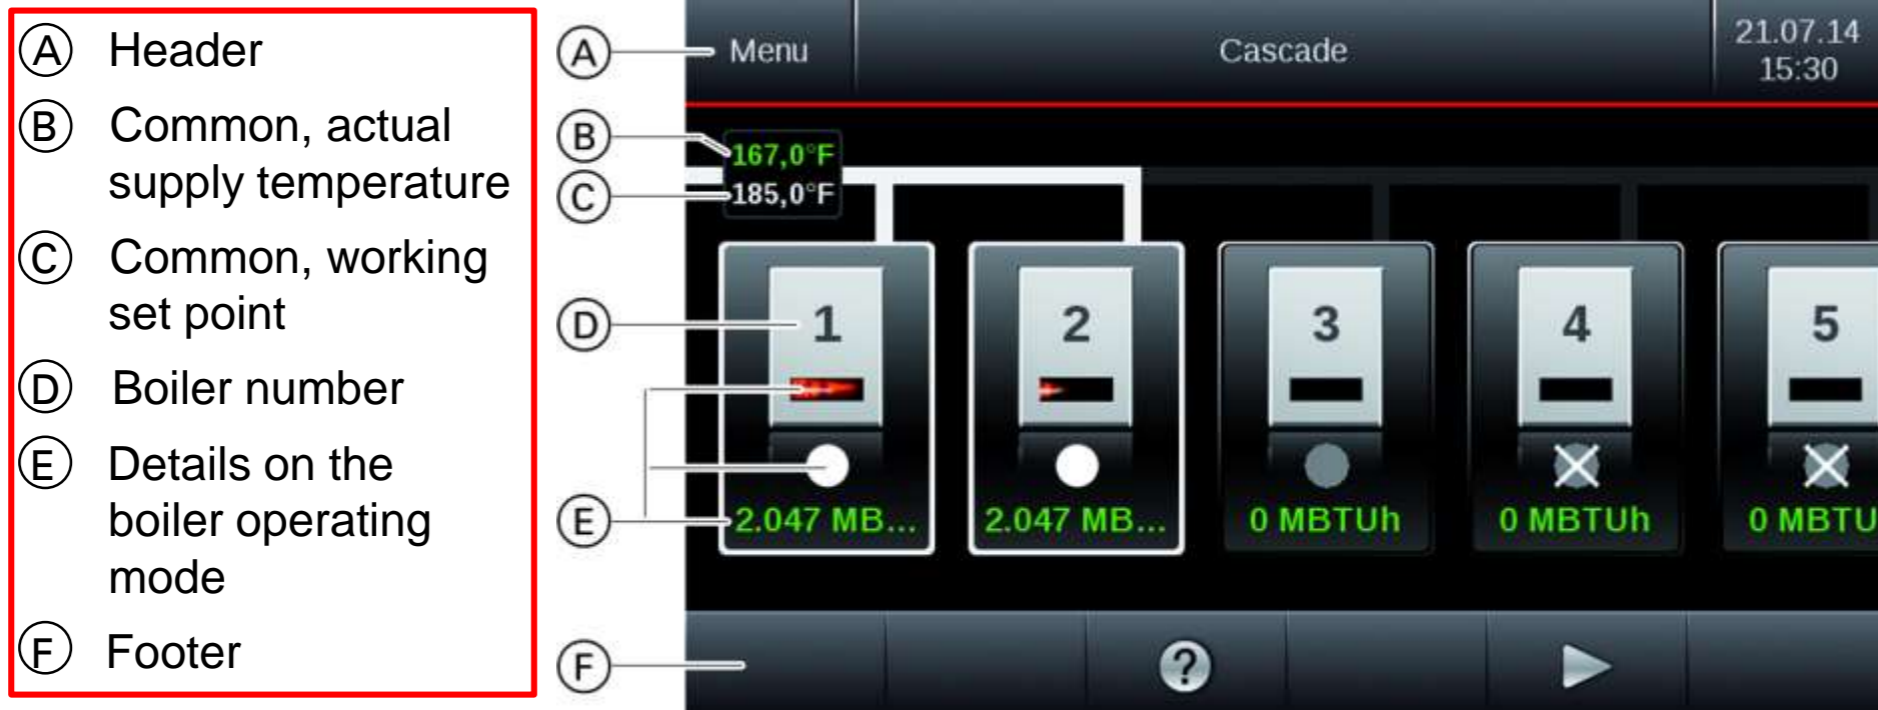 A Header
B Common, actual
supply temperature
C Common, working
set point
D Boiler number
E Details on the
boiler operating
mode
F Footer
A
B
C
D
E
F
Menu
Cascade
21.07.14
15:30
167,0°F
185,0°F
1
2
3
4
5
2.047 MB...
2.047 MB...
0 MBTUh
0 MBTUh
0 MBTU
?